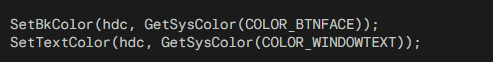 SetBkColor(hdc, GetSysColor(COLOR_BTNFACE));
SetTextColor(hdc, GetSysColor(COLOR_WINDOWTEXT));